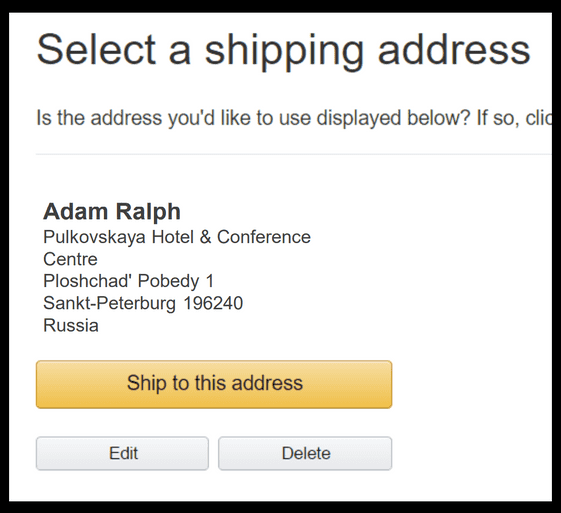 Select a shipping address
Is the address you'd like to use displayed below? If so, clic
Adam Ralph
Pulkovskaya Hotel & Conference
Centre
Ploshchad' Pobedy 1
Sankt-Peterburg 196240
Russia
Ship to this address
Edit
Delete